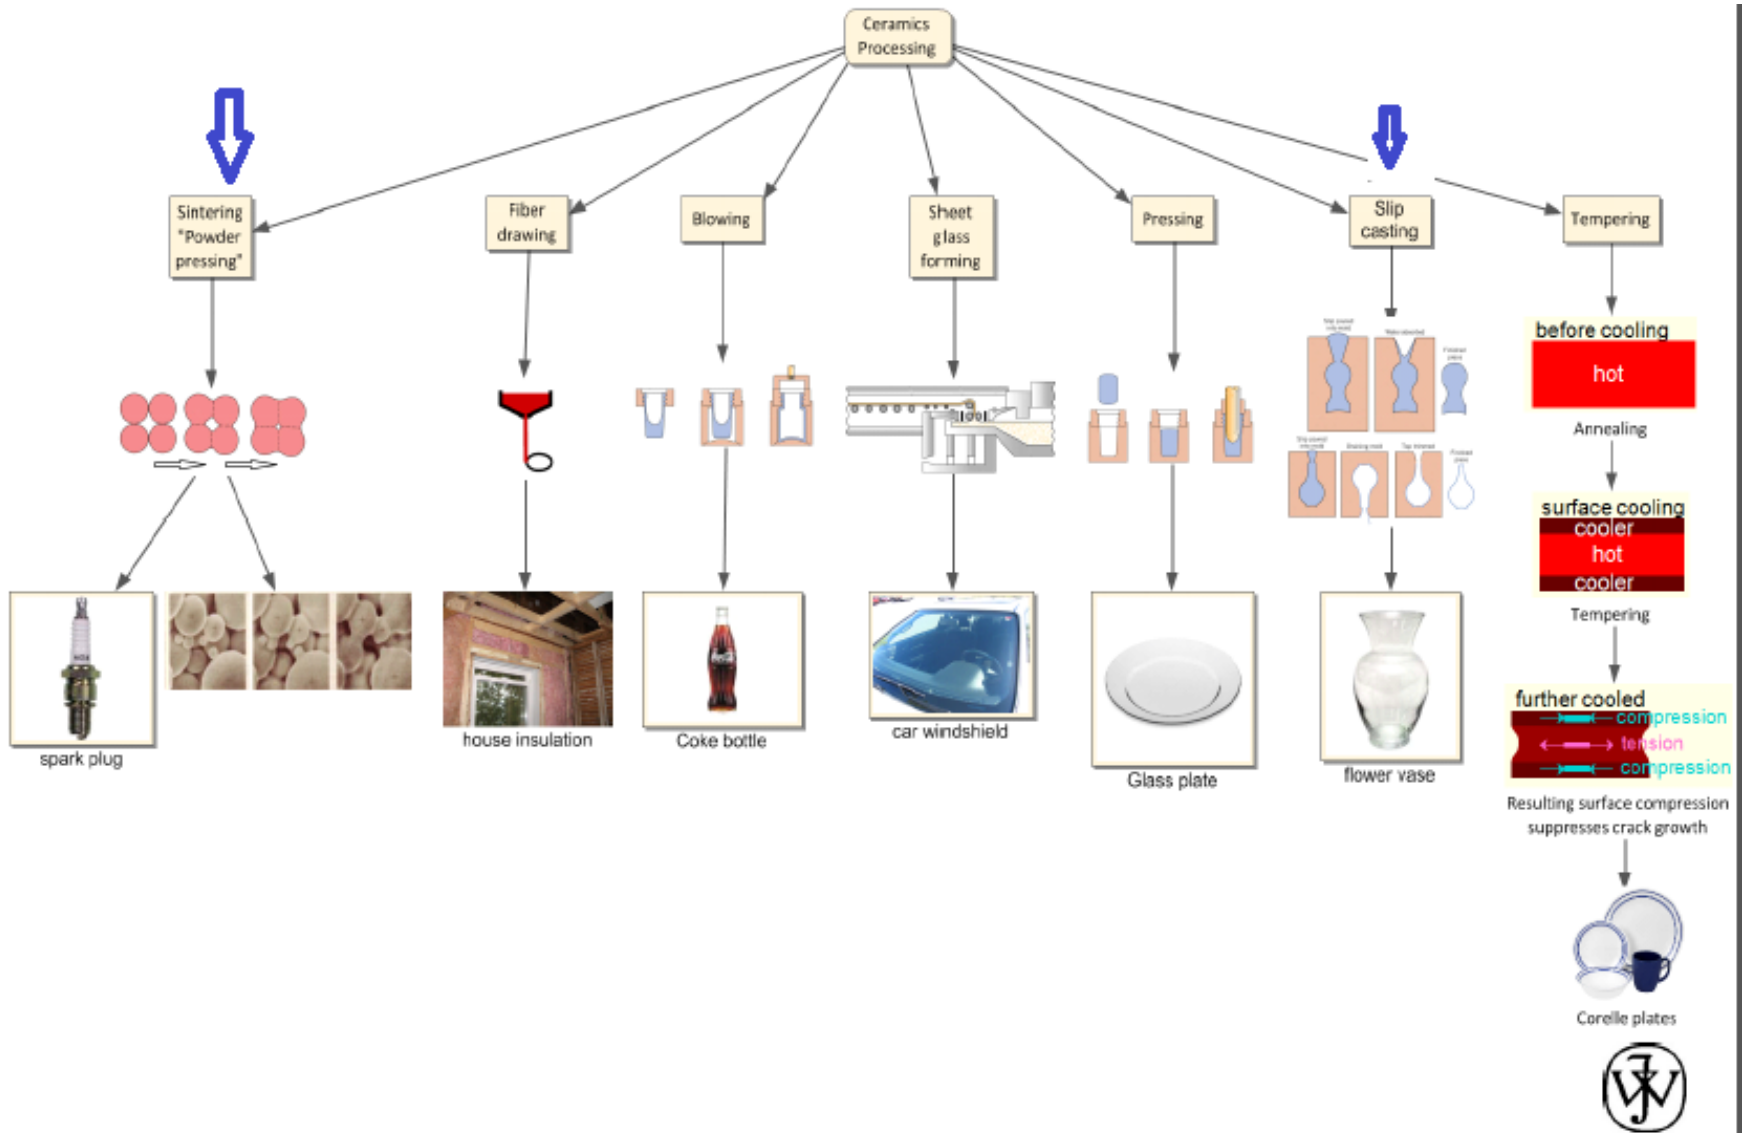 Ceramics
Processing
Sintering
"Powder
pressing"
Fiber
drawing
Blowing
Sheet
glass
forming
Pressing
Slip
casting
Tempering
before cooling
hot
Annealing
surface cooling
cooler
hot
cooler
Tempering
further cooled
compression
tension
compression
Resulting surface compression
suppresses crack growth
Corelle plates
spark plug
house insulation
Coke bottle
car windshield
Glass plate
flower vase